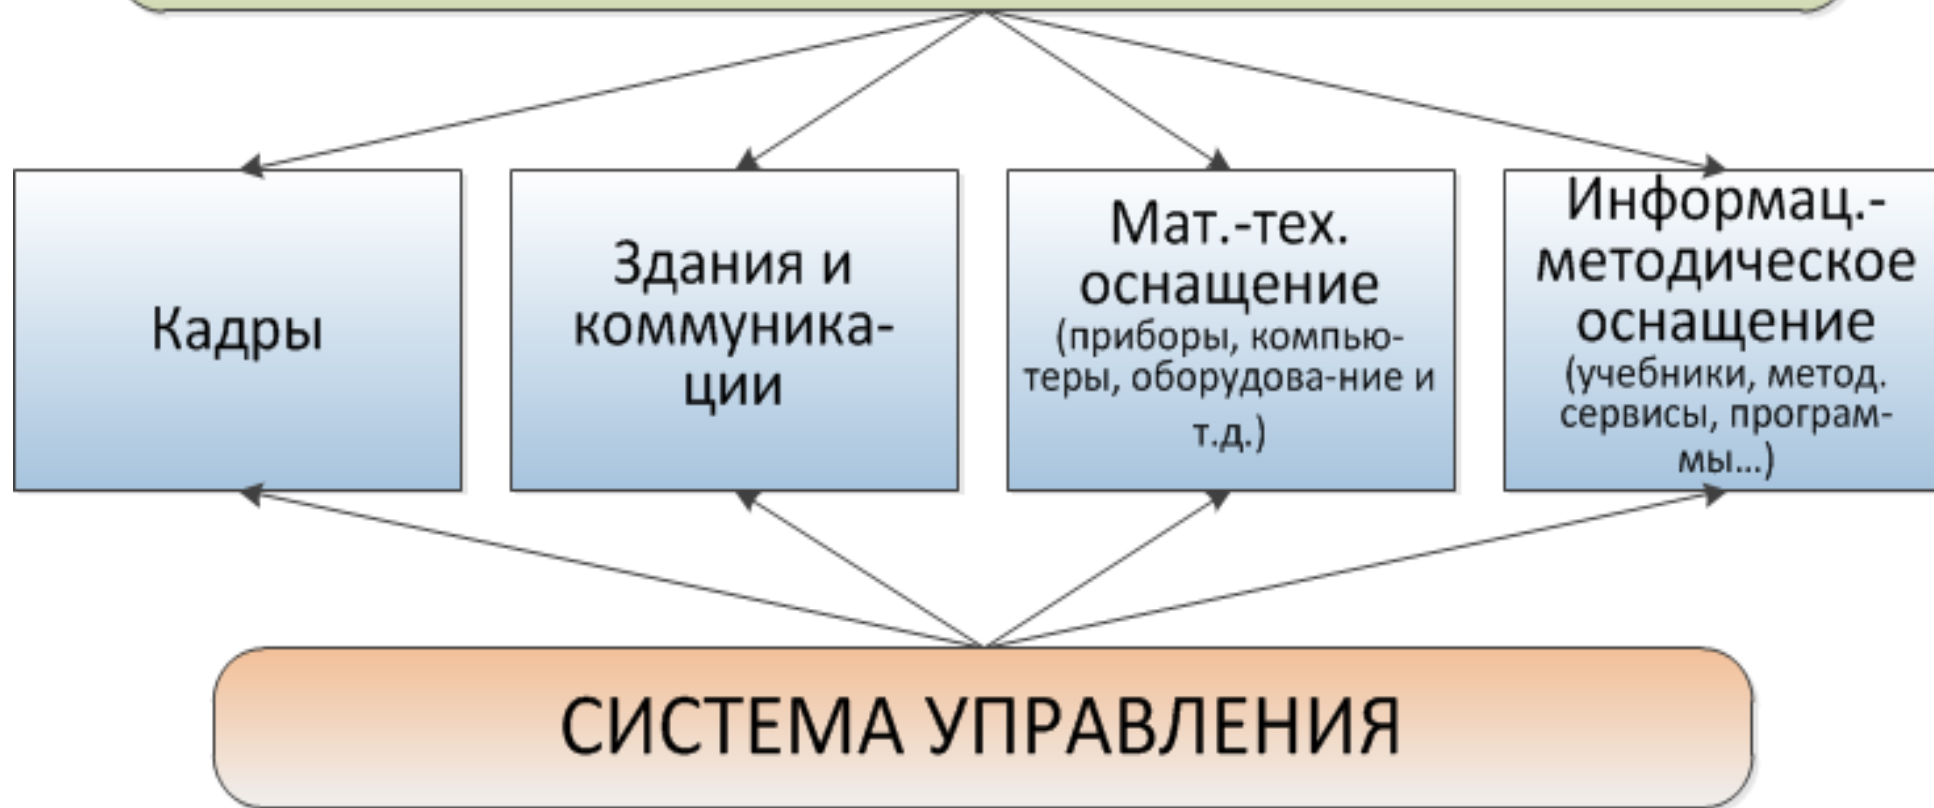 Кадры
Здания и
коммуника-
ции
Мат.-тех.
оснащение
(приборы, компью-
теры, оборудова-ние и
т.д.)
Информац.-
методическое
оснащение
(учебники, метод.
сервисы, програм-
мы...)
СИСТЕМА УПРАВЛЕНИЯ